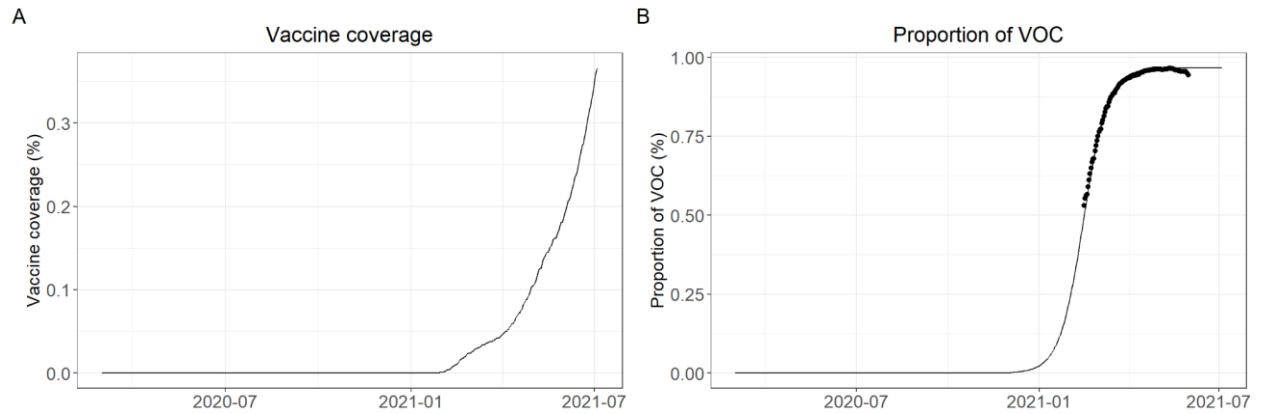 A
Vaccine coverage
Vaccine coverage (%)
0.3
0.2
0.1
0.0
2020-07
2021-01
2021-07
B
Proportion of VOC
Proportion of VOC (%)
1.00
0.75
0.50
0.25
0.00
2020-07
2021-01
2021-07